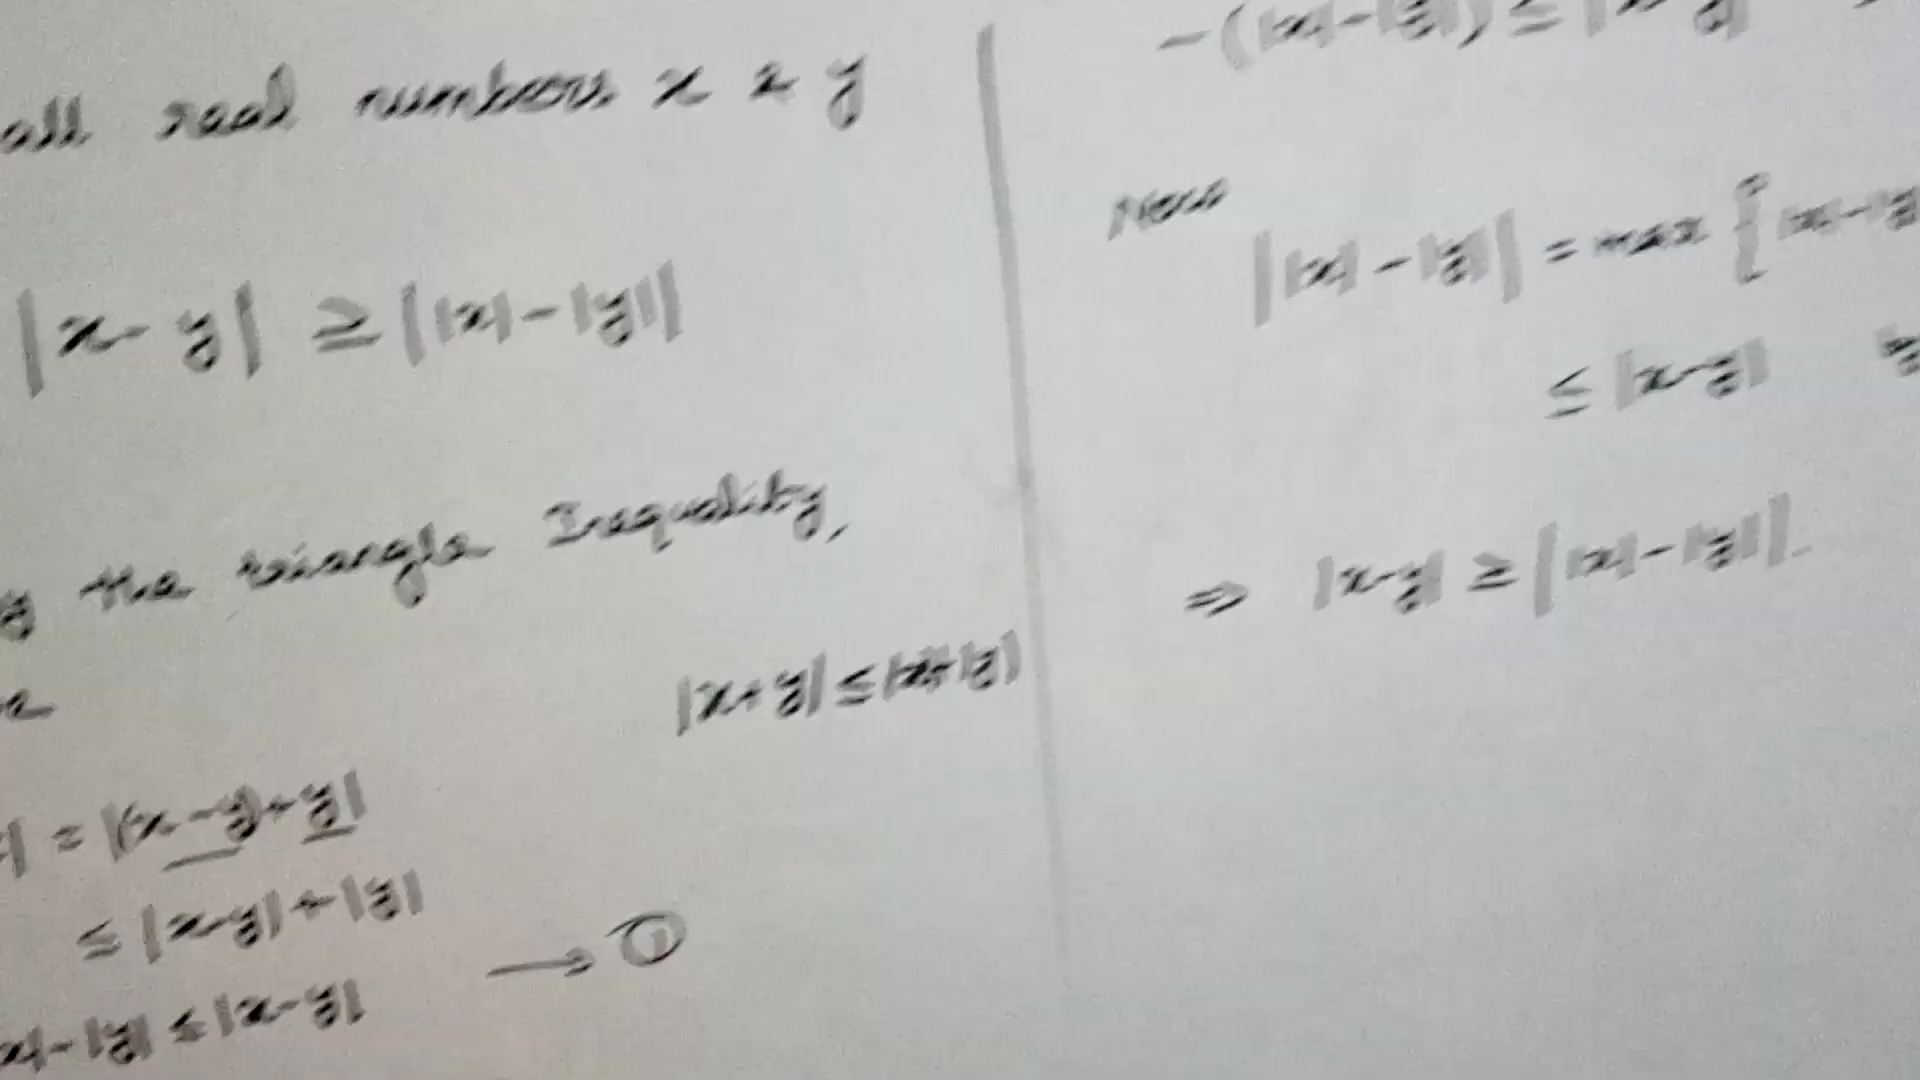 all real numbers x & y
|x-y| ≥ ||x|-|y||
the triangle Inequality,
|x+y| ≤ |x|+|y|
| = |(x-y)+y|
≤ |x-y|+|y|
→ ①
x|-|y| ≤ |x-y|
-(|x|-|y|) ≤ |x-y|
Now
||x|-|y|| = max { |x|-|y
≤ |x-y|
⇒ |x-y| ≥ ||x|-|y||.